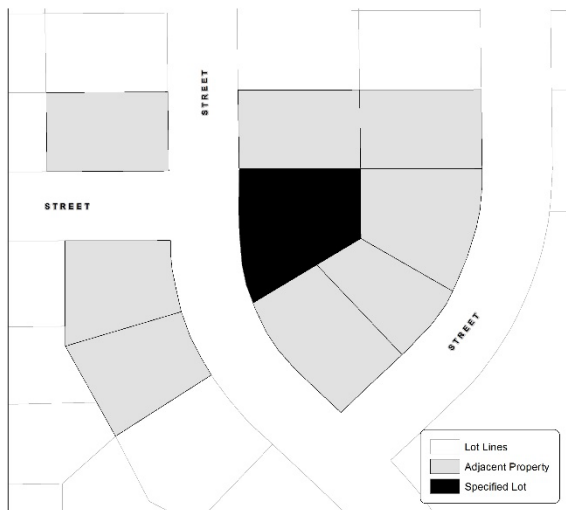 STREET
STREET
STREET
Lot Lines
Adjacent Property
Specified Lot